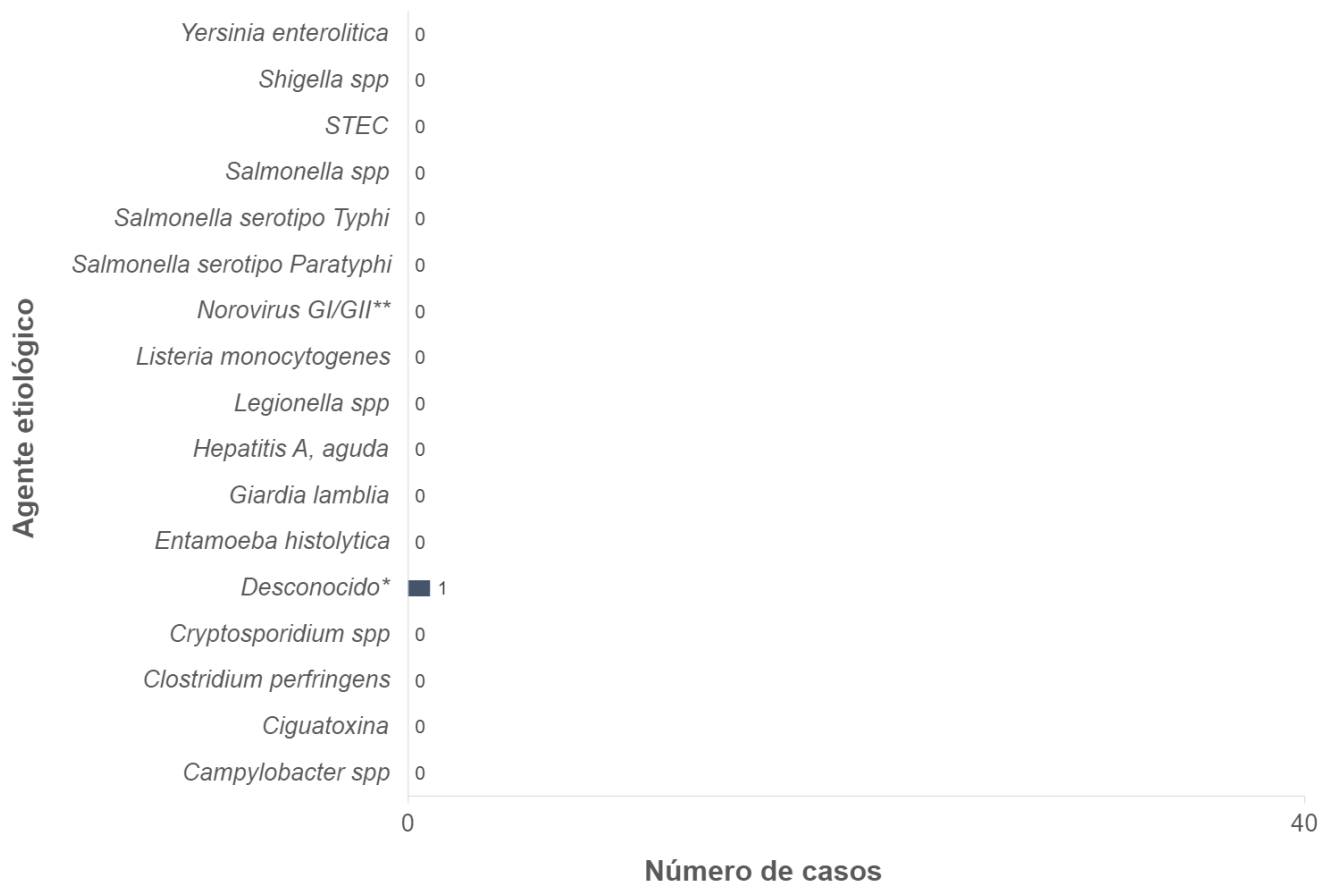 Agente etiológico
Yersinia enterolitica 0
Shigella spp 0
STEC 0
Salmonella spp 0
Salmonella serotipo Typhi 0
Salmonella serotipo Paratyphi 0
Norovirus GI/GII** 0
Listeria monocytogenes 0
Legionella spp 0
Hepatitis A, aguda 0
Giardia lamblia 0
Entamoeba histolytica 0
Desconocido* 1
Cryptosporidium spp 0
Clostridium perfringens 0
Ciguatoxina 0
Campylobacter spp 0
0 40
Número de casos